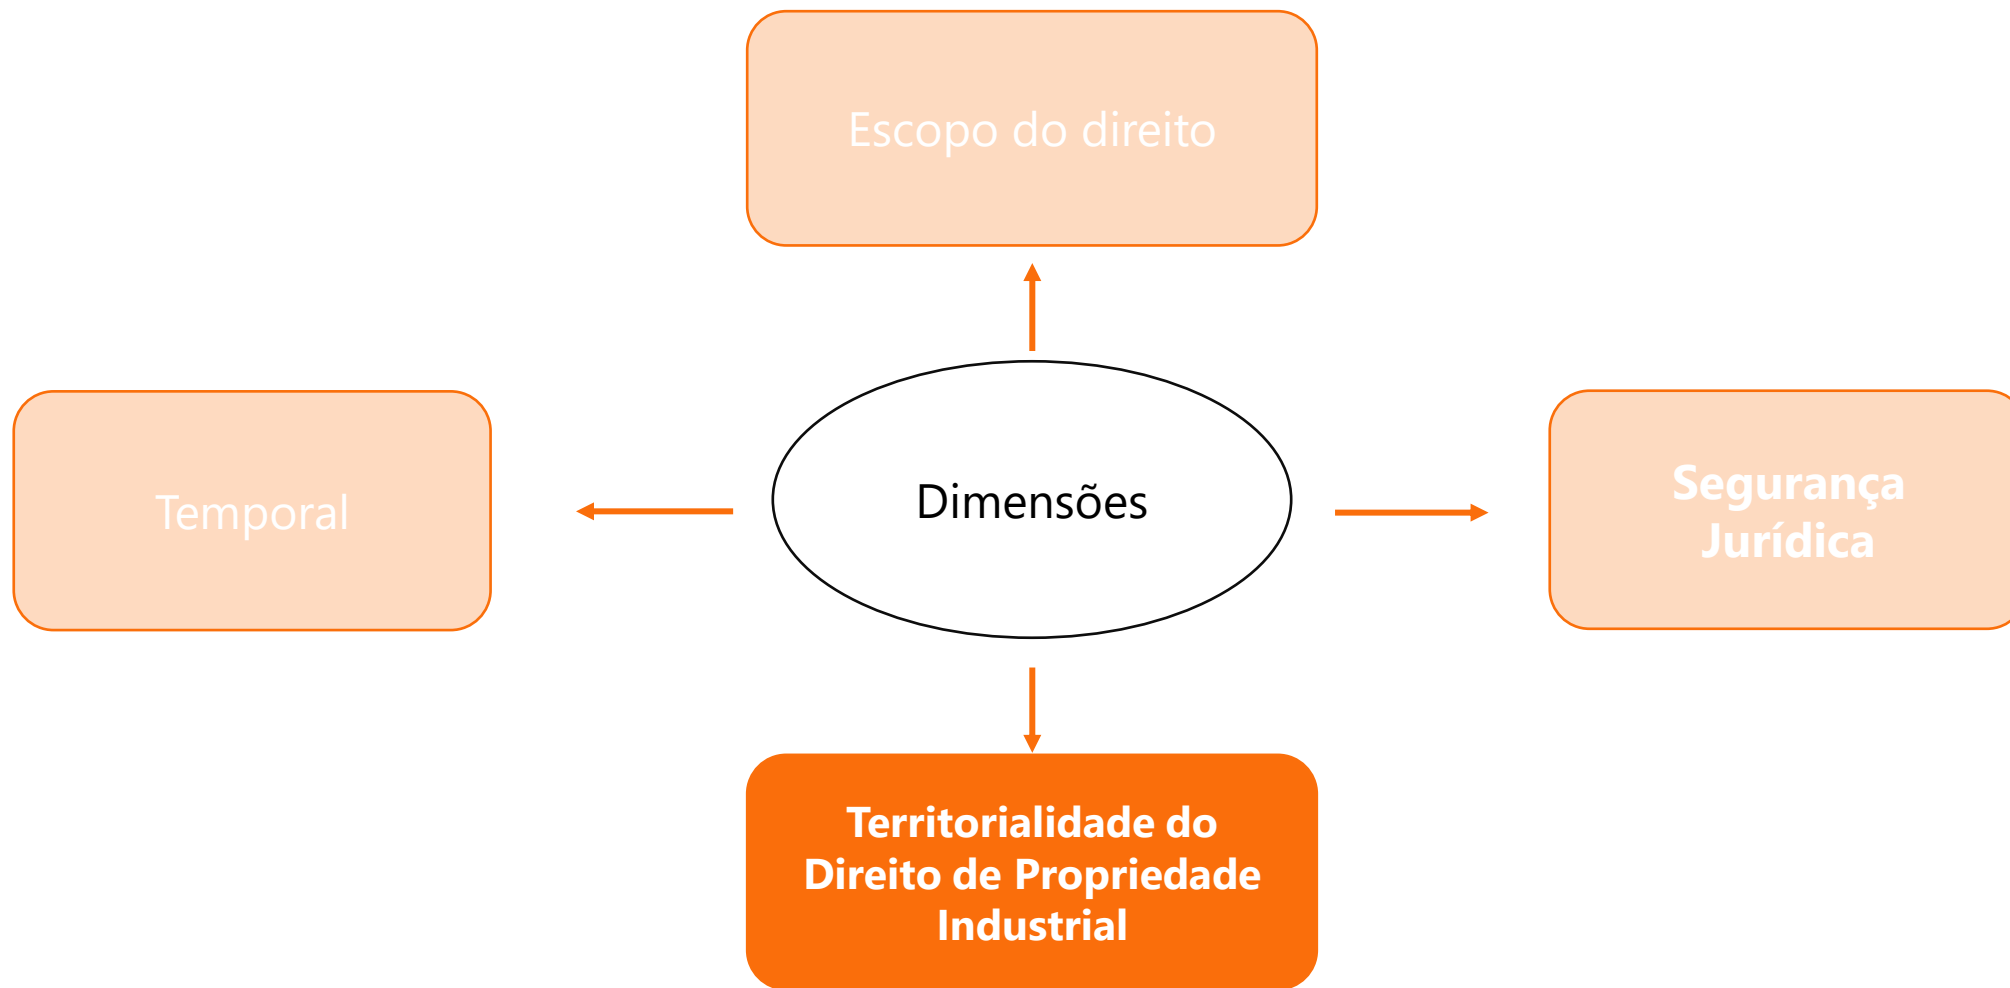 Escopo do direito
Temporal
Dimensões
Segurança
Jurídica
Territorialidade do
Direito de Propriedade
Industrial